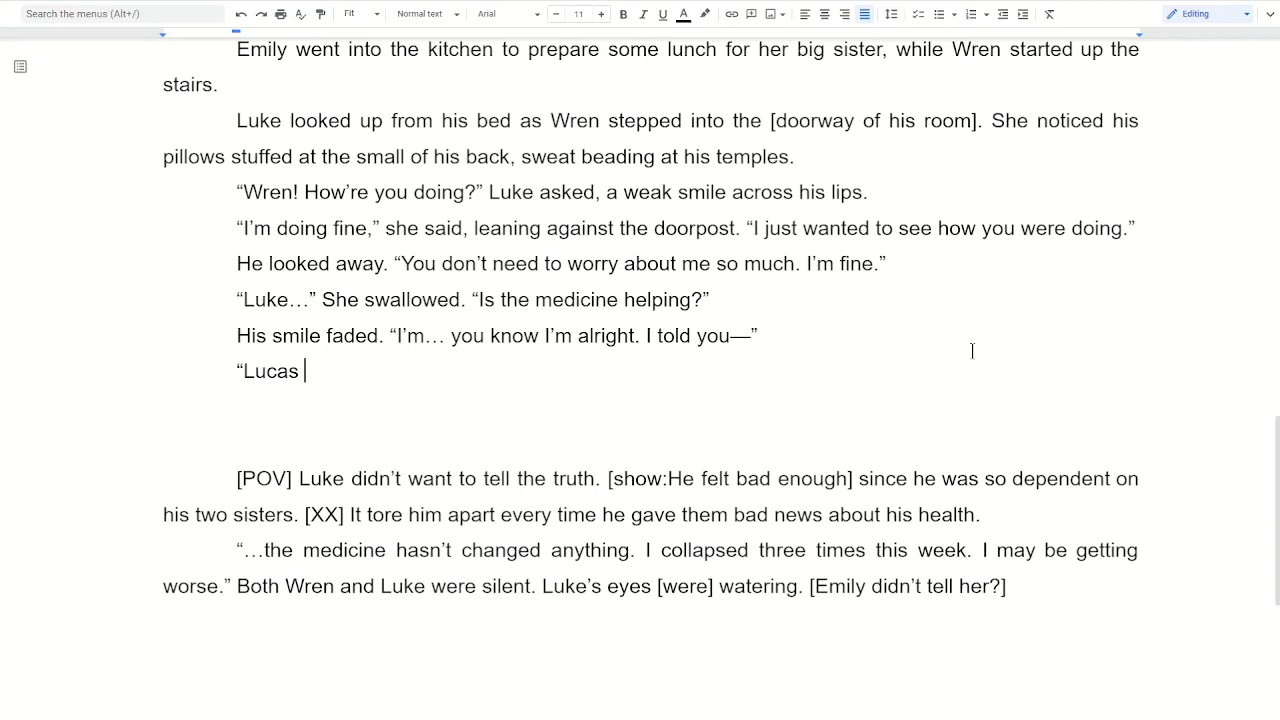 Search the menus (Alt+/)
Fit
Normal text
Arial
11
B I U A
Editing
Emily went into the kitchen to prepare some lunch for her big sister, while Wren started up the
stairs.
Luke looked up from his bed as Wren stepped into the [doorway of his room]. She noticed his
pillows stuffed at the small of his back, sweat beading at his temples.
“Wren! How’re you doing?” Luke asked, a weak smile across his lips.
“I’m doing fine,” she said, leaning against the doorpost. “I just wanted to see how you were doing.”
He looked away. “You don’t need to worry about me so much. I’m fine.”
“Luke…” She swallowed. “Is the medicine helping?”
His smile faded. “I’m… you know I’m alright. I told you—”
“Lucas
[POV] Luke didn’t want to tell the truth. [show:He felt bad enough] since he was so dependent on
his two sisters. [XX] It tore him apart every time he gave them bad news about his health.
“…the medicine hasn’t changed anything. I collapsed three times this week. I may be getting
worse.” Both Wren and Luke were silent. Luke’s eyes [were] watering. [Emily didn’t tell her?]